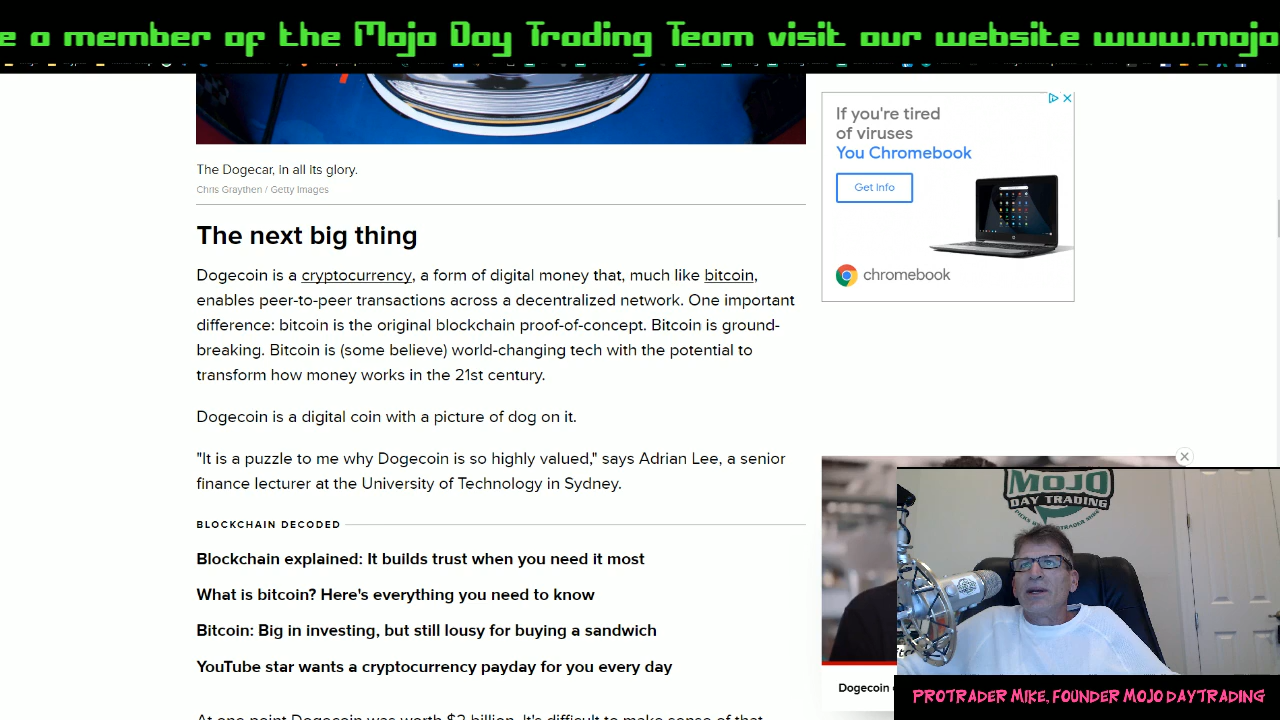 e a member of the Mojo Day Trading Team visit our website www.mojo
The Dogecar, in all its glory.
Chris Graythen / Getty Images
The next big thing
Dogecoin is a cryptocurrency, a form of digital money that, much like bitcoin,
enables peer-to-peer transactions across a decentralized network. One important
difference: bitcoin is the original blockchain proof-of-concept. Bitcoin is ground-
breaking. Bitcoin is (some believe) world-changing tech with the potential to
transform how money works in the 21st century.
Dogecoin is a digital coin with a picture of dog on it.
"It is a puzzle to me why Dogecoin is so highly valued," says Adrian Lee, a senior
finance lecturer at the University of Technology in Sydney.
BLOCKCHAIN DECODED
Blockchain explained: It builds trust when you need it most
What is bitcoin? Here's everything you need to know
Bitcoin: Big in investing, but still lousy for buying a sandwich
YouTube star wants a cryptocurrency payday for you every day
At one point Dogecoin was worth $2 billion. It's difficult to make sense of that
If you're tired
of viruses
You Chromebook
Get Info
chromebook
MOJO
DAY TRADING
Dogecoin
PROTRADER MIKE, FOUNDER MOJO DAYTRADING